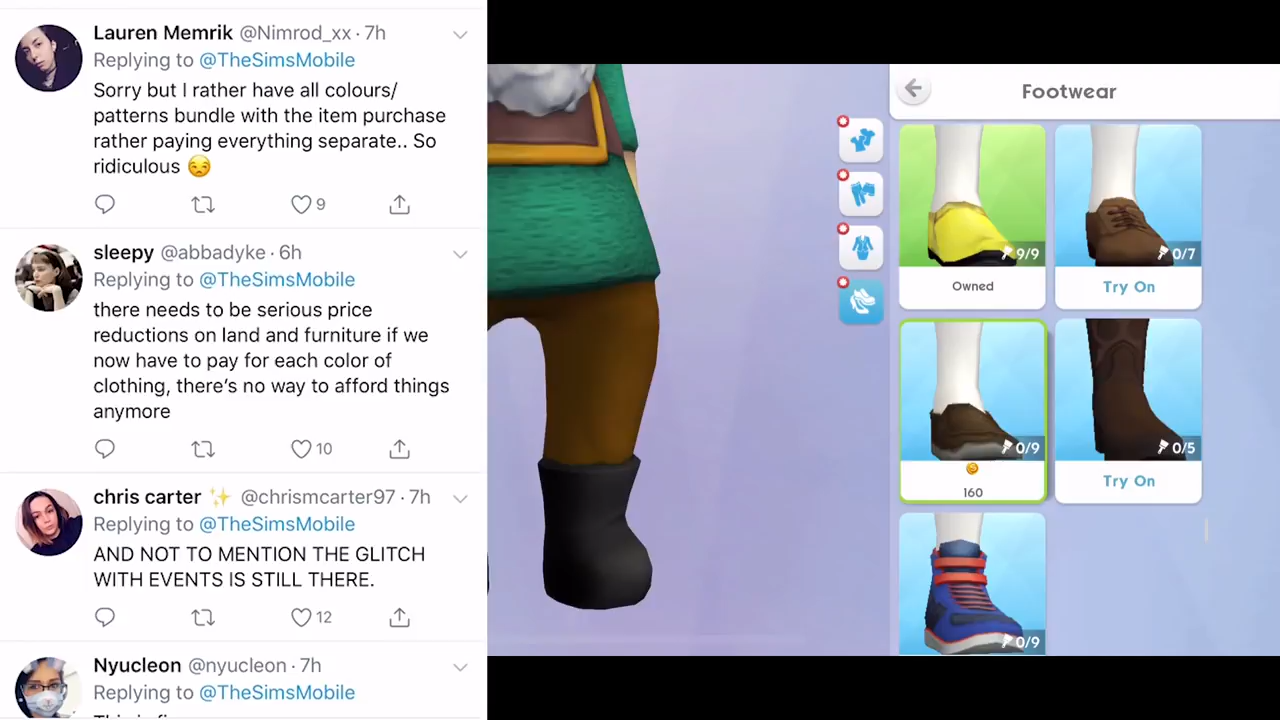 Lauren Memrik @Nimrod_xx · 7h
Replying to @TheSimsMobile
Sorry but I rather have all colours/
patterns bundle with the item purchase
rather paying everything separate.. So
ridiculous 😒
9
sleepy @abbadyke · 6h
Replying to @TheSimsMobile
there needs to be serious price
reductions on land and furniture if we
now have to pay for each color of
clothing, there's no way to afford things
anymore
10
chris carter ✨ @chrismcarter97 · 7h
Replying to @TheSimsMobile
AND NOT TO MENTION THE GLITCH
WITH EVENTS IS STILL THERE.
12
Nyucleon @nyucleon · 7h
Replying to @TheSimsMobile
Footwear
9/9
0/7
Owned
Try On
0/9
0/5
160
Try On
0/9